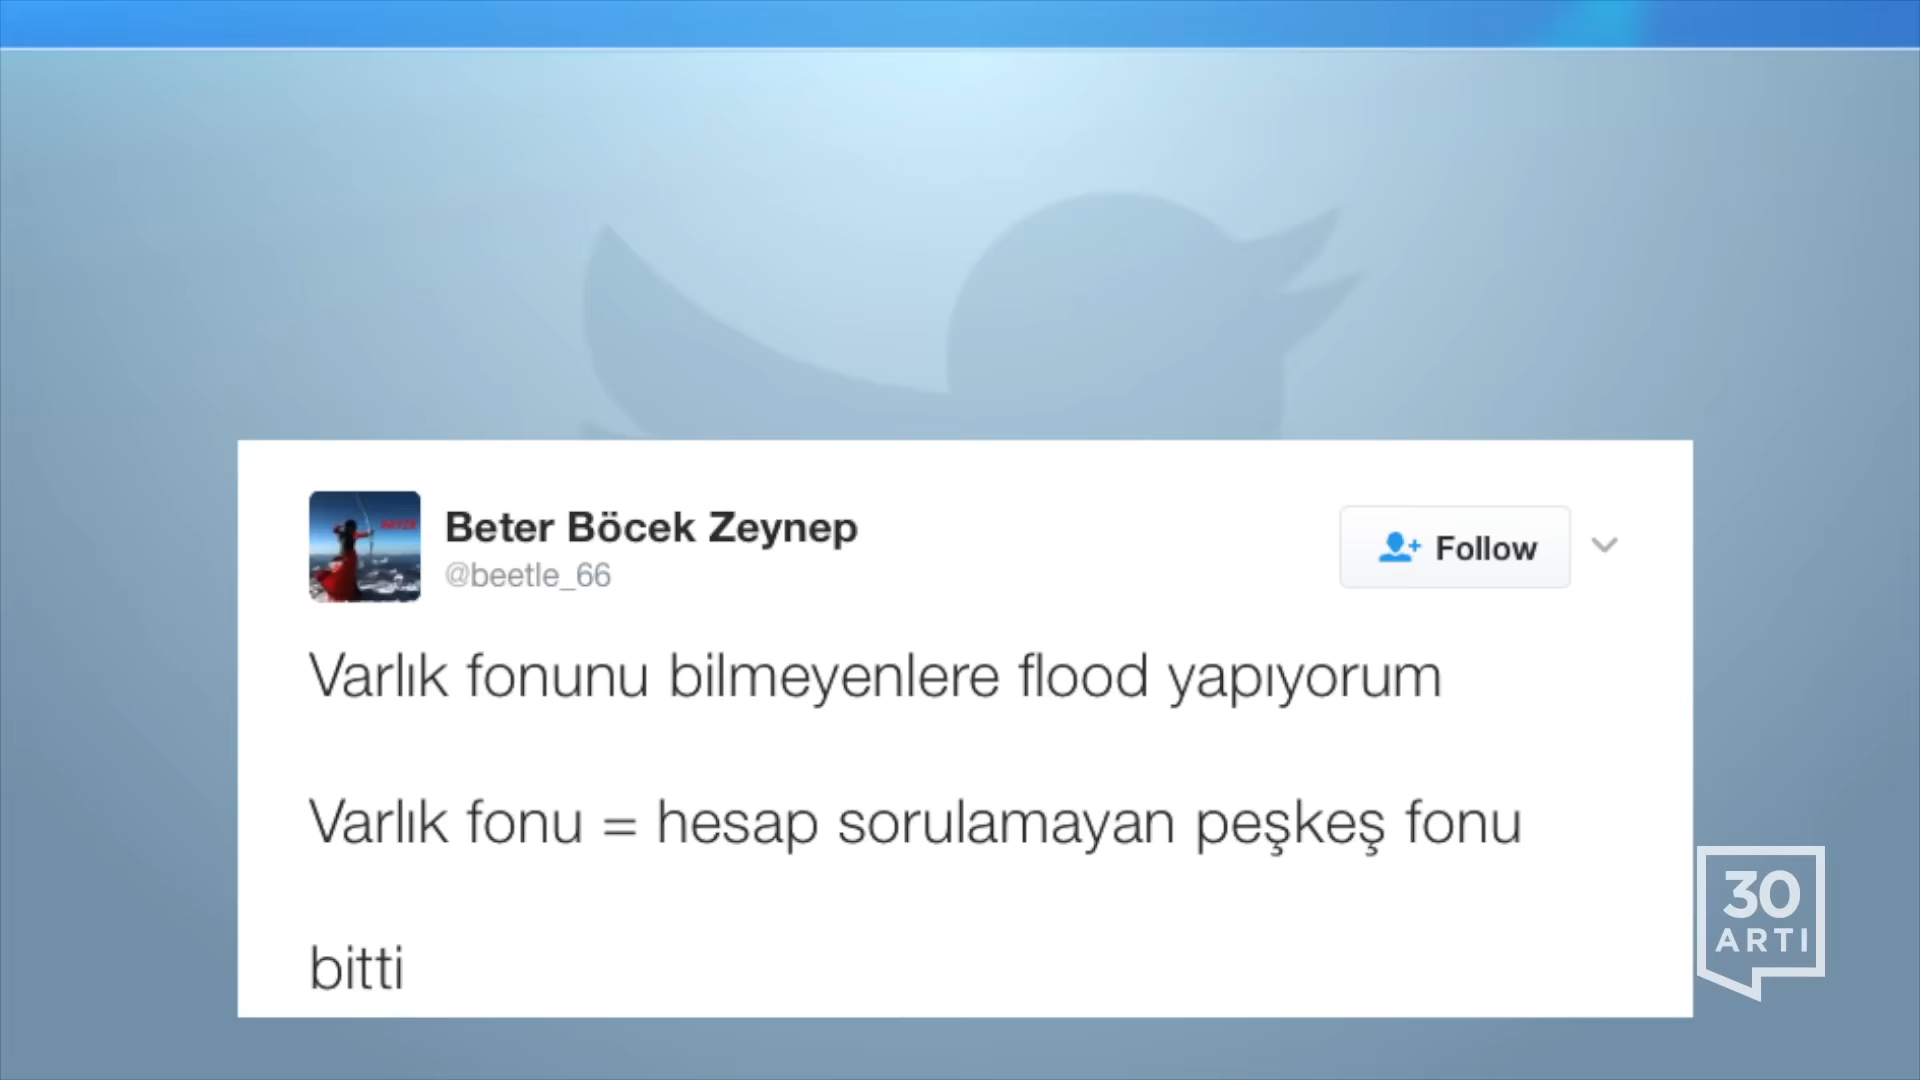 Beter Böcek Zeynep
@beetle_66
Follow
Varlık fonunu bilmeyenlere flood yapıyorum
Varlık fonu = hesap sorulamayan peşkeş fonu
bitti
30
ARTI